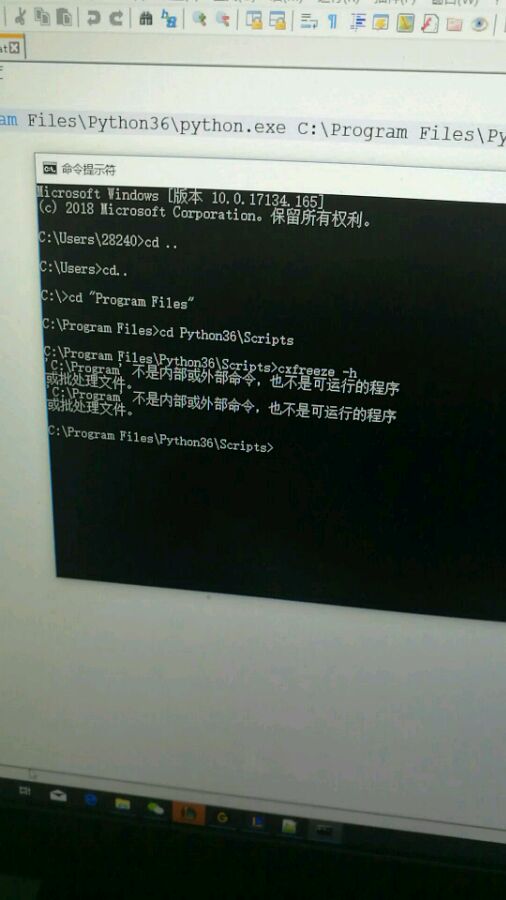 am Files\Python36\python.exe C:\Program Files\Py
命令提示符
Microsoft Windows [版本 10.0.17134.165]
(c) 2018 Microsoft Corporation。保留所有权利。
C:\Users\28240>cd ..
C:\Users>cd..
C:\>cd "Program Files"
C:\Program Files>cd Python36\Scripts
C:\Program Files\Python36\Scripts>cxfreeze -h
'C:\Program' 不是内部或外部命令，也不是可运行的程序
或批处理文件。
'C:\Program' 不是内部或外部命令，也不是可运行的程序
或批处理文件。
C:\Program Files\Python36\Scripts>